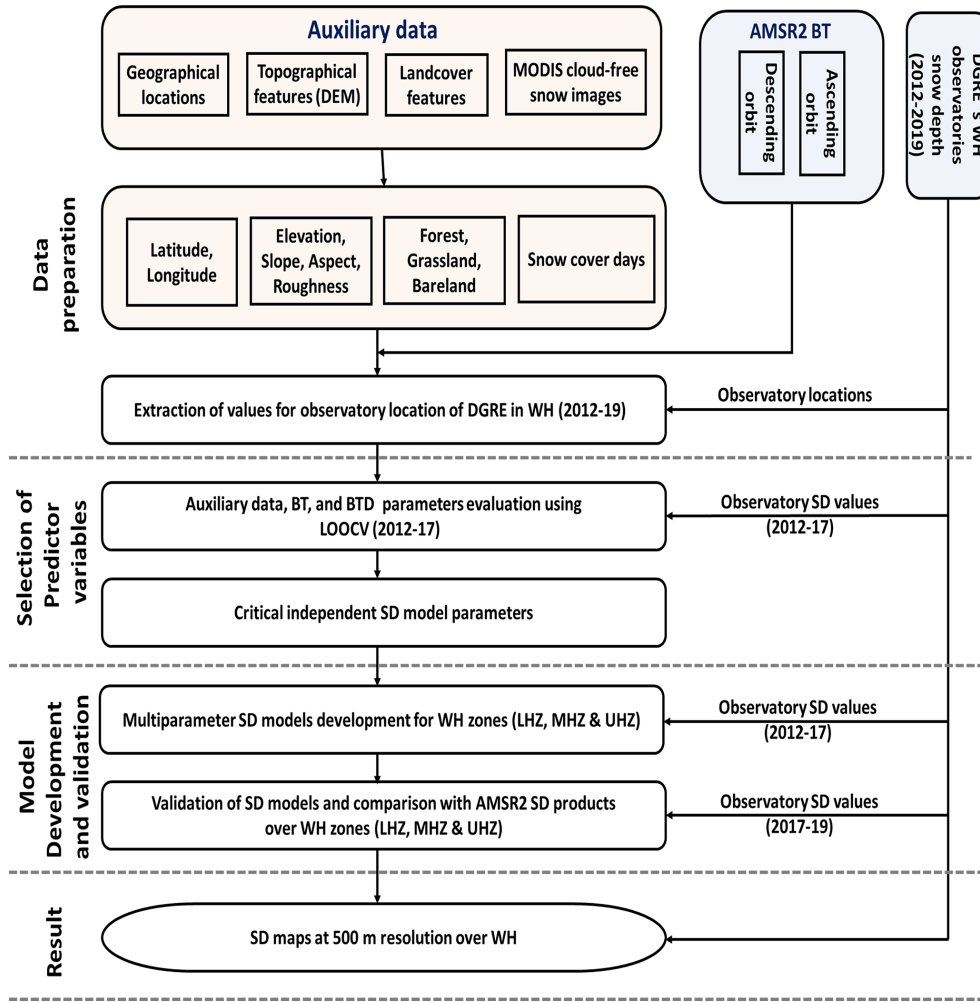 Auxiliary data
Geographical
locations
Topographical
features (DEM)
Landcover
features
MODIS cloud-free
snow images
AMSR2 BT
Ascending
orbit
Descending
orbit
observatories
snow depth
(2012-2019)
Data
preparation
Latitude,
Longitude
Elevation,
Slope, Aspect,
Roughness
Forest,
Grassland,
Bareland
Snow cover days
Extraction of values for observatory location of DGRE in WH (2012-19)
Observatory locations
Selection of
Predictor
variables
Auxiliary data, BT, and BTD parameters evaluation using
LOOCV (2012-17)
Observatory SD values
(2012-17)
Critical independent SD model parameters
Model
Development
and validation
Multiparameter SD models development for WH zones (LHZ, MHZ & UHZ)
Observatory SD values
(2012-17)
Validation of SD models and comparison with AMSR2 SD products
over WH zones (LHZ, MHZ & UHZ)
Observatory SD values
(2017-19)
Result
SD maps at 500 m resolution over WH